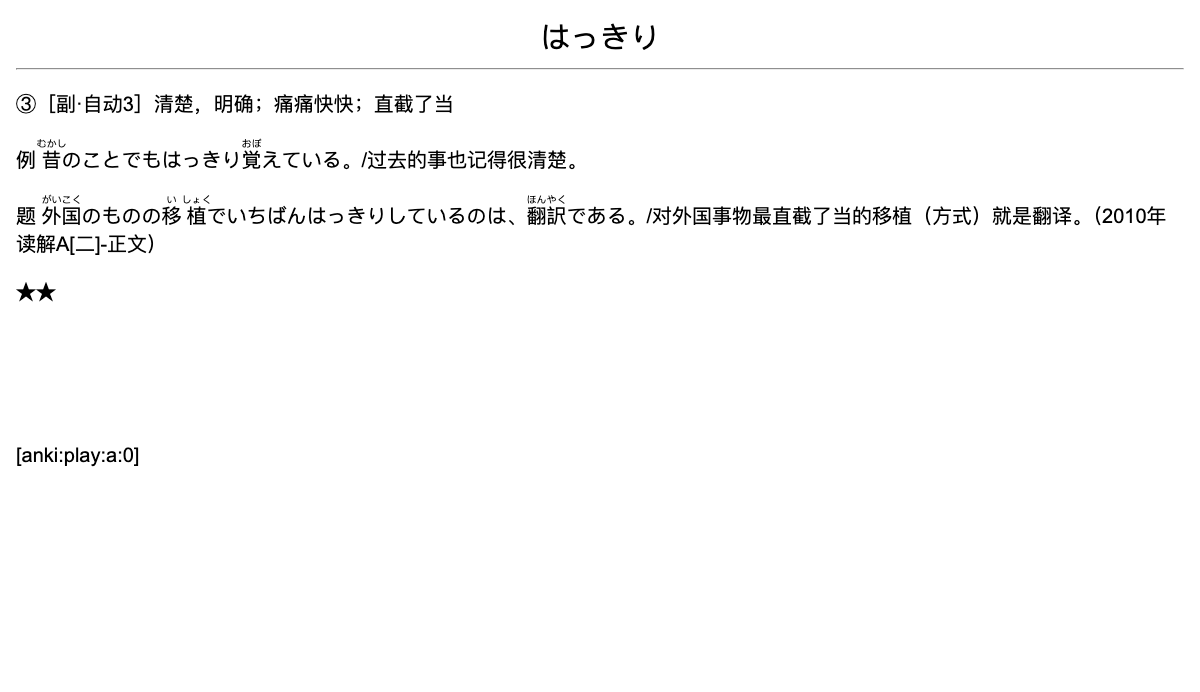 はっきり
③［副·自动3］清楚，明确；痛痛快快；直截了当
むかし おぼ
例 昔のことでもはっきり覚えている。/过去的事也记得很清楚。
がいこく い しょく ほんやく
题 外国のものの移植でいちばんはっきりしているのは、翻訳である。/对外国事物最直截了当的移植（方式）就是翻译。（2010年
读解A[二]-正文）
★★
[anki:play:a:0]